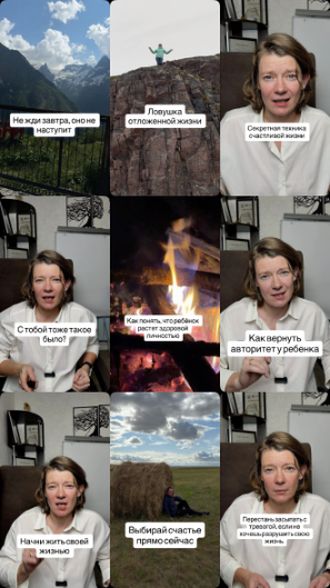 Не жди завтра, оно не
наступит
Ловушка
отложенной жизни
Секретная техника
счастливой жизни
С тобой тоже такое
было?
Как понять, что ребёнок
растет здоровой
личностью
Как вернуть
авторитет у ребенка
Начни жить своей
жизнью
Выбирай счастье
прямо сейчас
Перестань засыпать с
тревогой, если не
хочешь разрушить свою
жизнь.